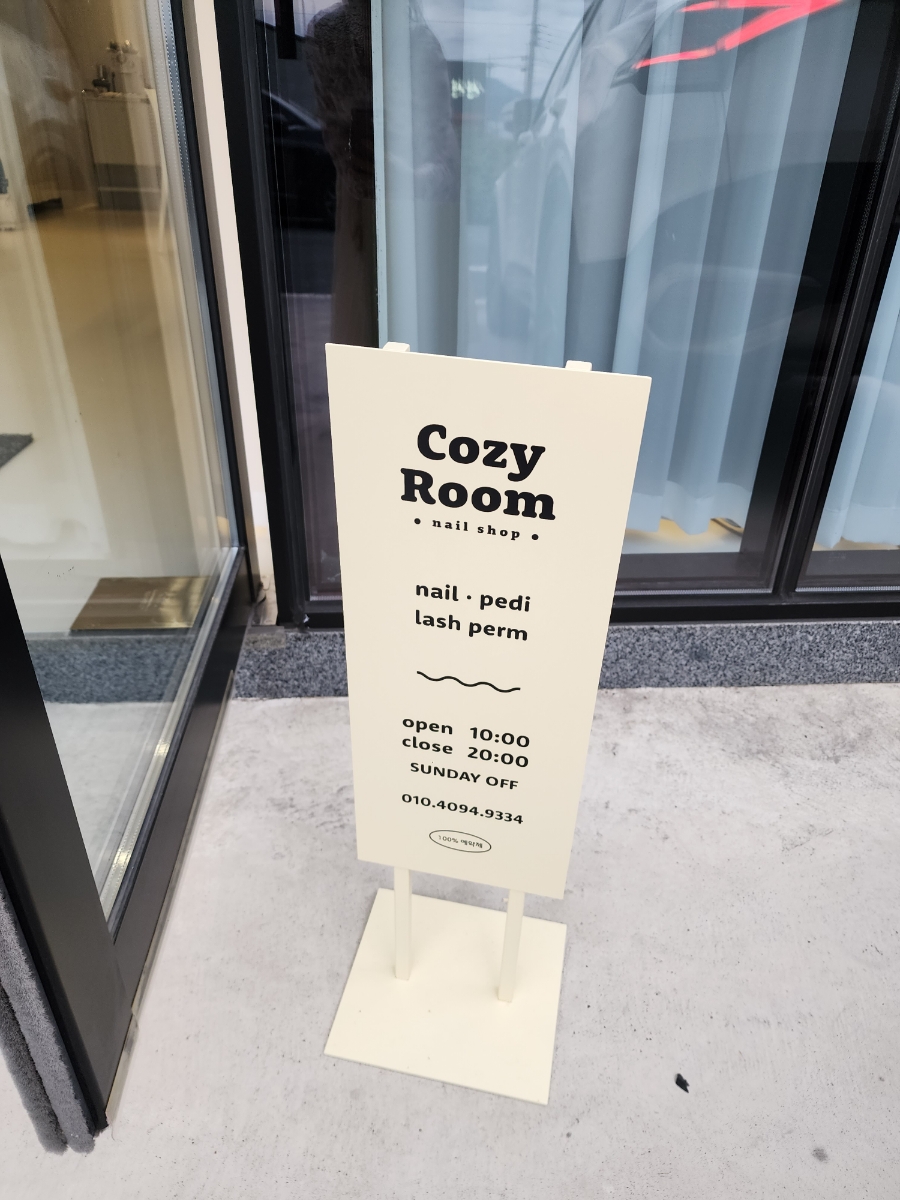 Cozy
Room
• nail shop •
nail · pedi
lash perm
open 10:00
close 20:00
SUNDAY OFF
010.4094.9334
100% 예약제